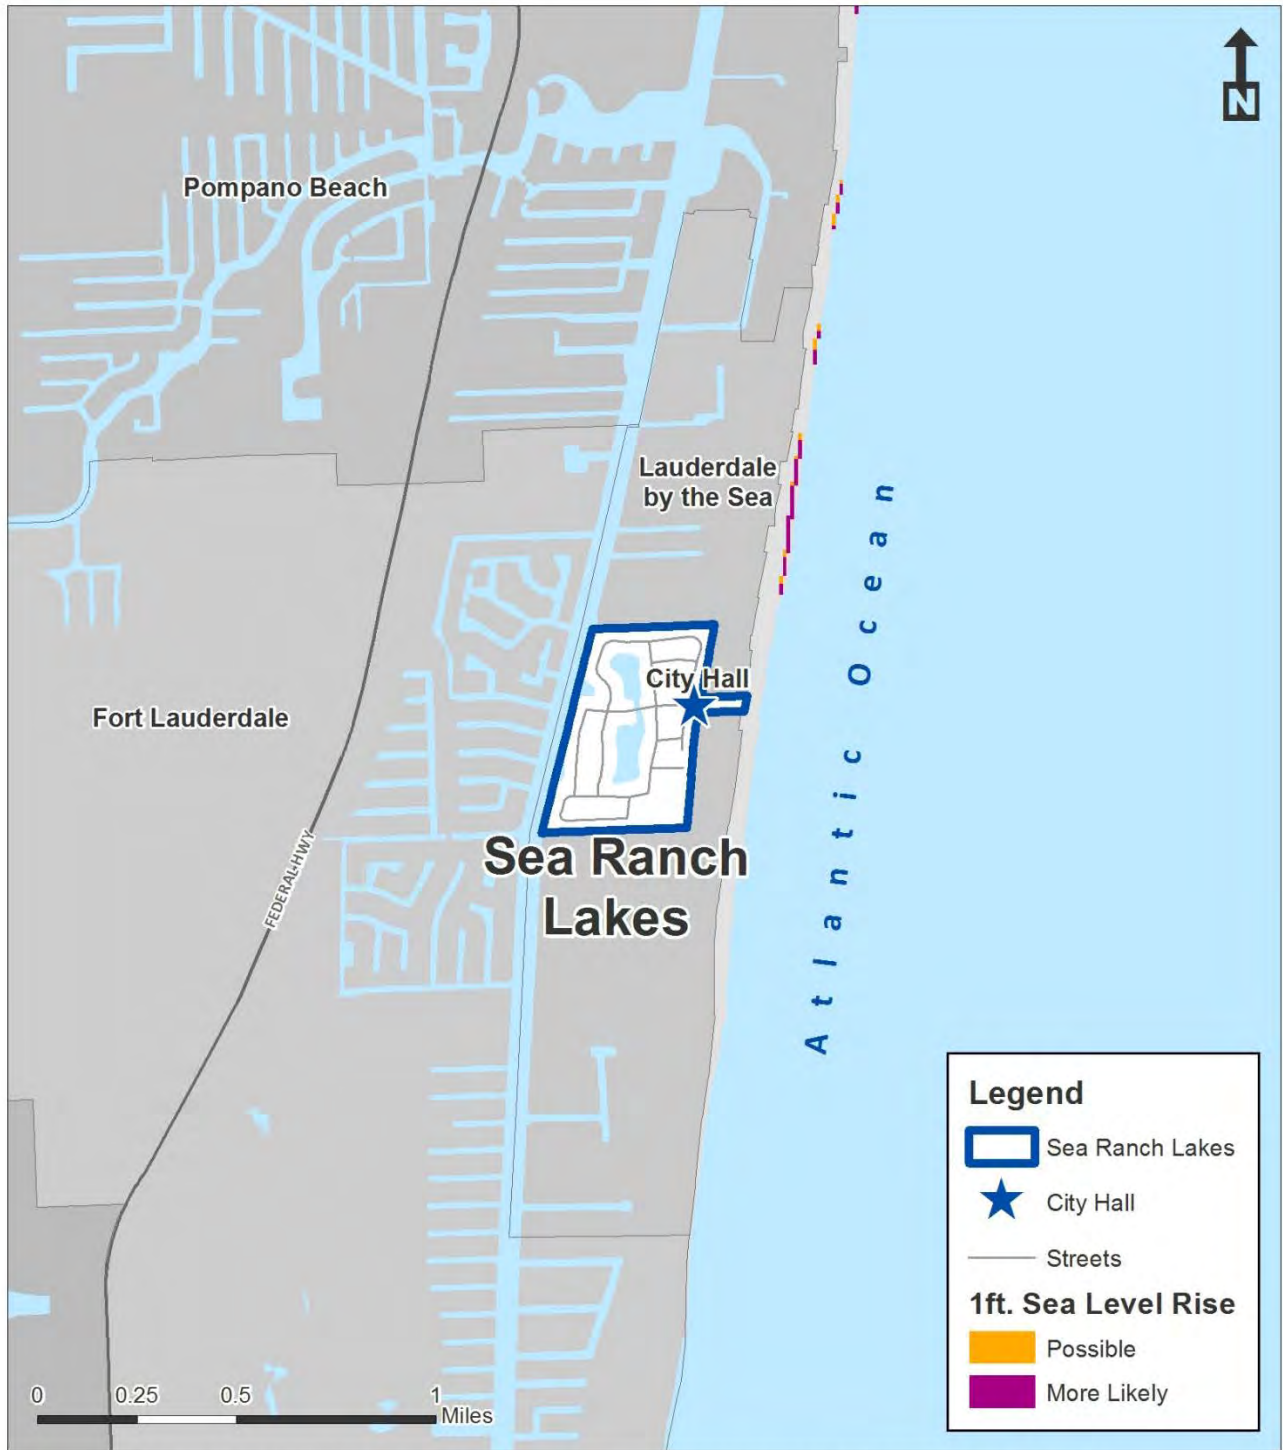 N
Pompano Beach
Lauderdale
by the Sea
City Hall
Fort Lauderdale
FEDERAL HWY
Sea Ranch
Lakes
Atlantic Ocean
Legend
Sea Ranch Lakes
City Hall
Streets
1ft. Sea Level Rise
Possible
More Likely
0 0.25 0.5 1
Miles